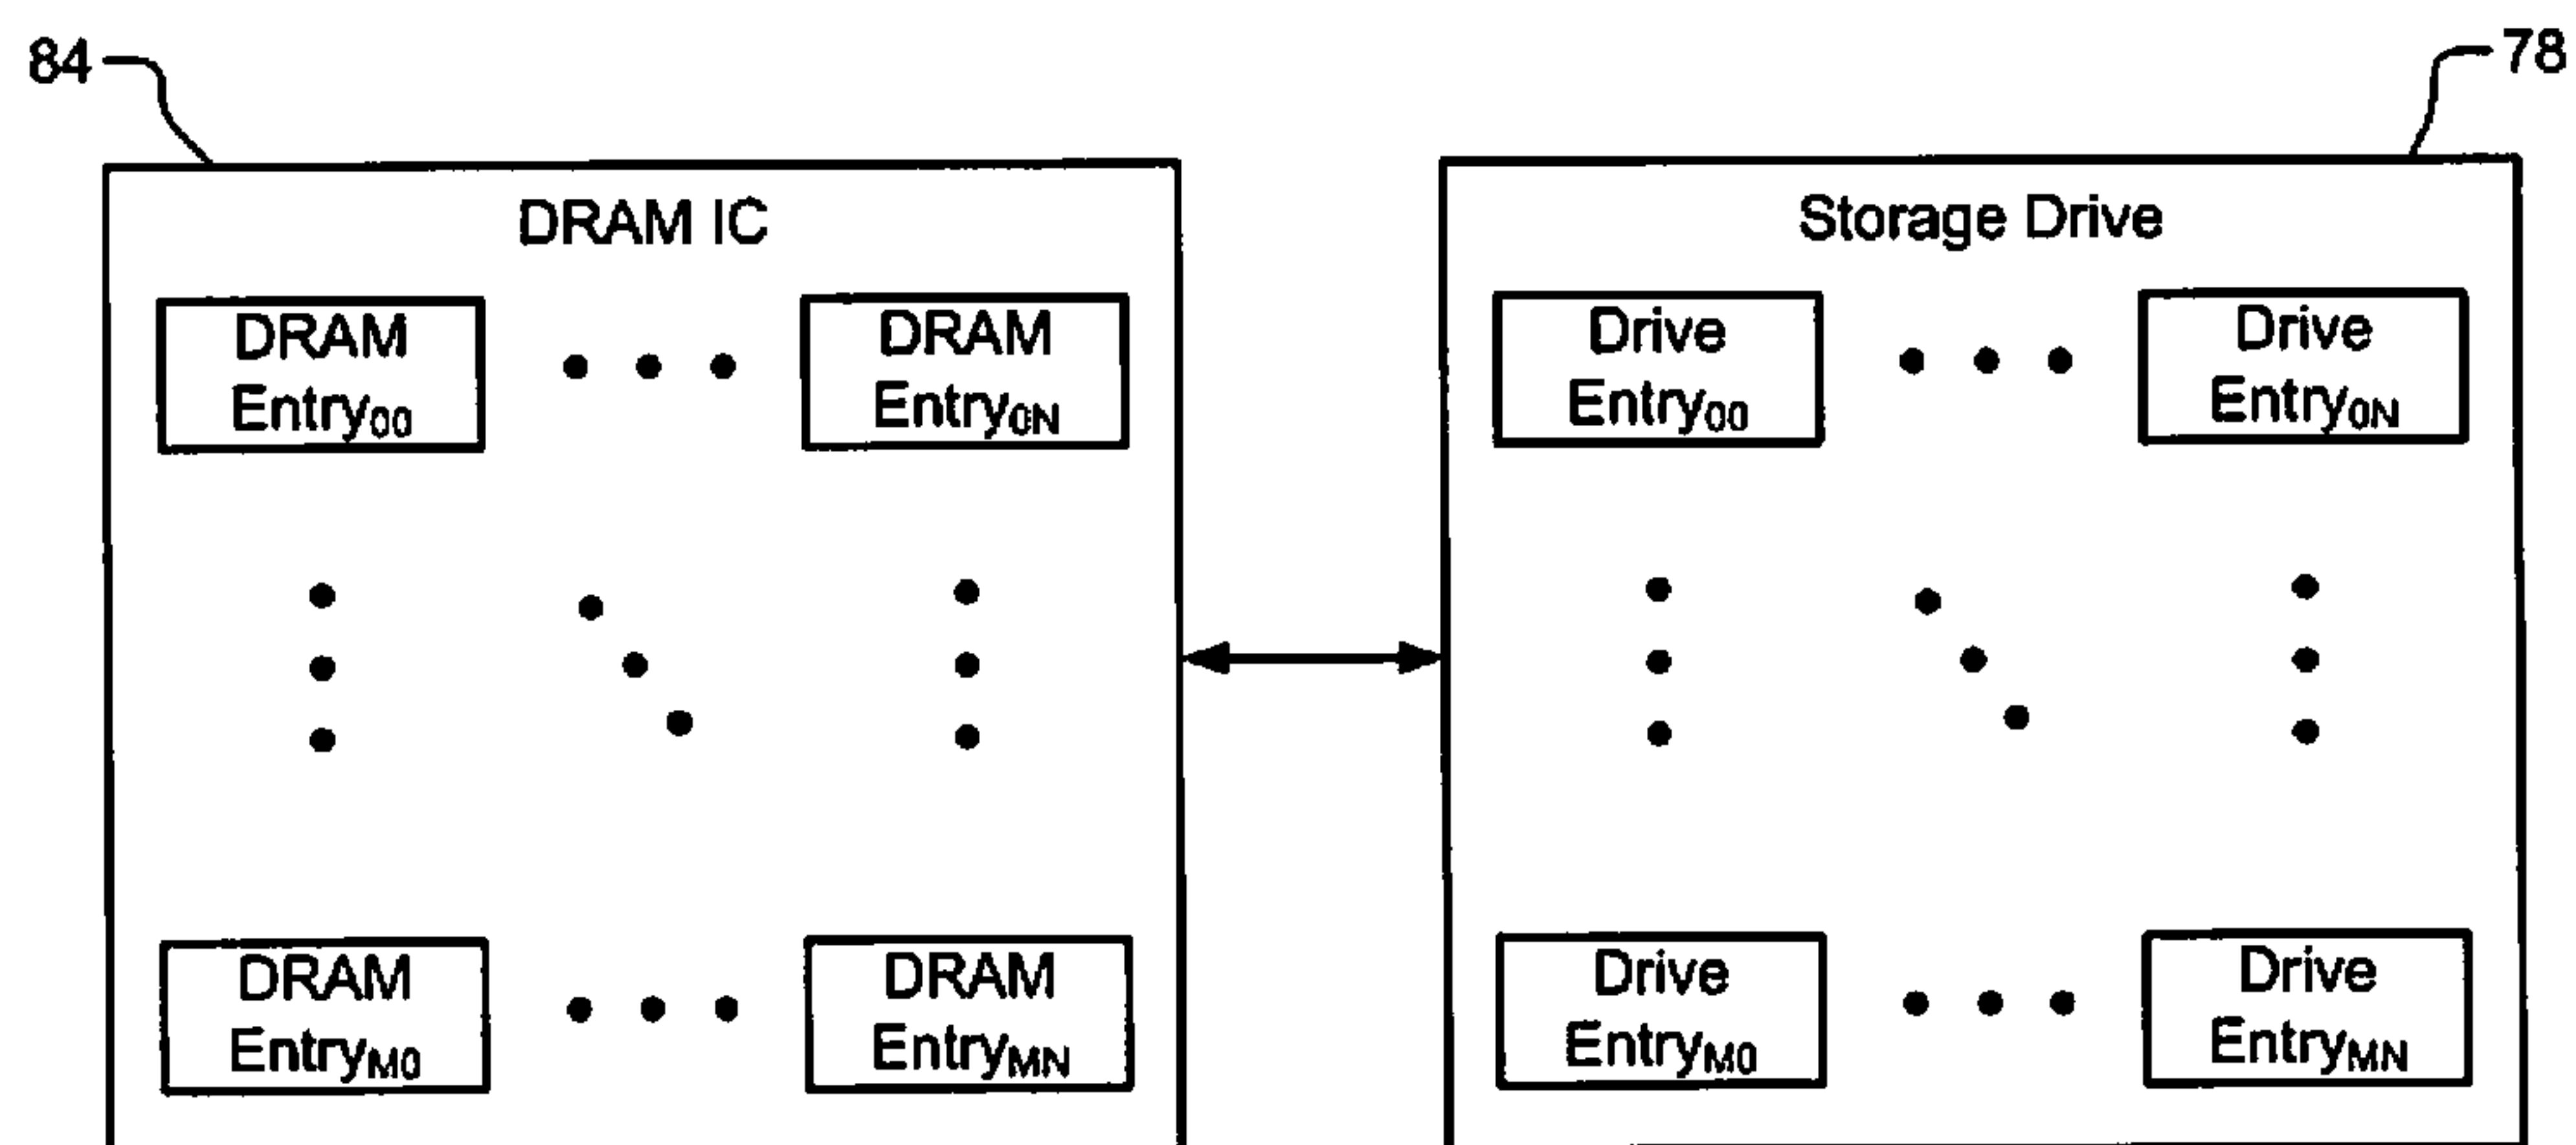 84
78
DRAM IC
DRAM
Entry₀₀
DRAM
Entry₀N
DRAM
EntryM₀
DRAM
EntryMN
Storage Drive
Drive
Entry₀₀
Drive
Entry₀N
Drive
EntryM₀
Drive
EntryMN